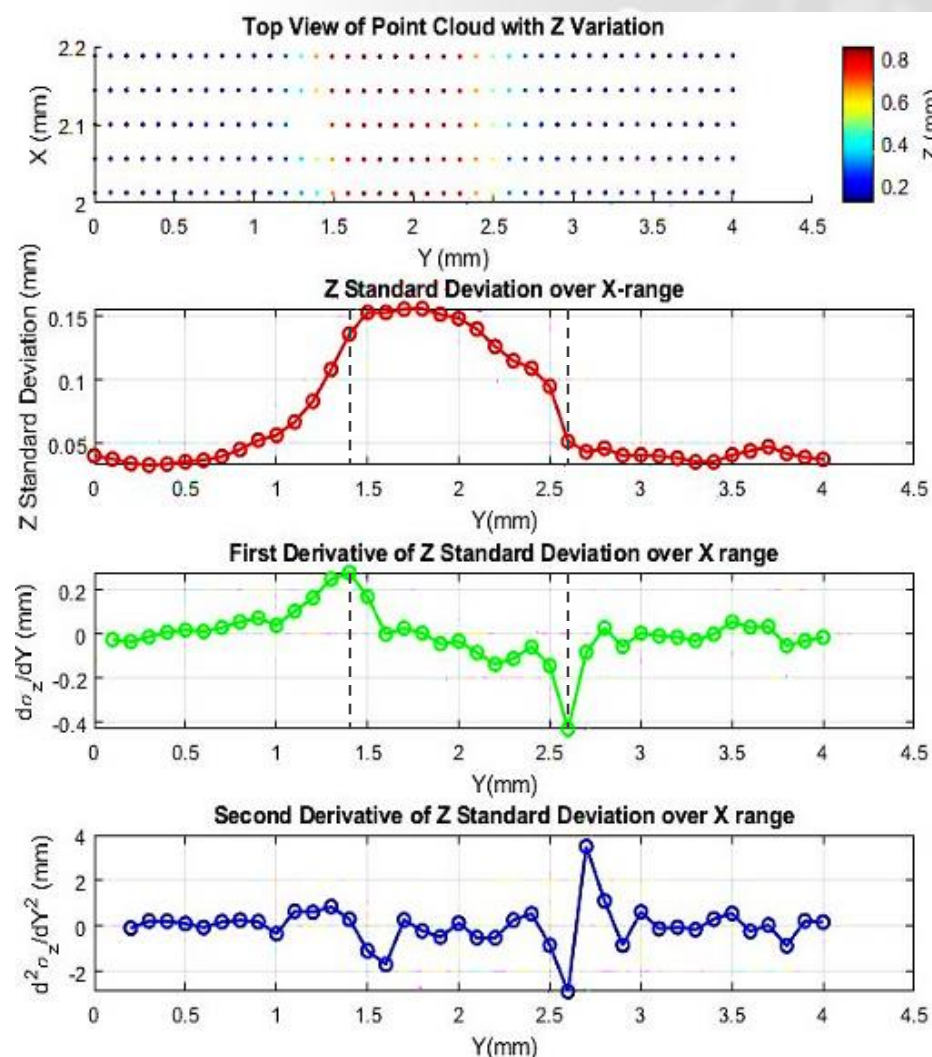 Top View of Point Cloud with Z Variation
2.2
2.1
2
X (mm)
0 0.5 1 1.5 2 2.5 3 3.5 4 4.5
Y (mm)
0.8
0.6
0.4
0.2
Z (mm)
Z Standard Deviation over X-range
0.15
0.1
0.05
Z Standard Deviation (mm)
0 0.5 1 1.5 2 2.5 3 3.5 4 4.5
Y(mm)
First Derivative of Z Standard Deviation over X range
0.2
0
-0.2
-0.4
dσz/dY (mm)
0 0.5 1 1.5 2 2.5 3 3.5 4 4.5
Y(mm)
Second Derivative of Z Standard Deviation over X range
4
2
0
-2
d²σz/dY² (mm)
0 0.5 1 1.5 2 2.5 3 3.5 4 4.5
Y(mm)